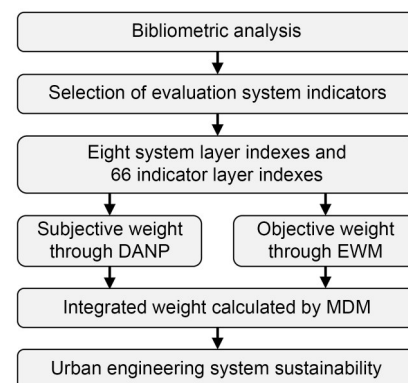 Bibliometric analysis
Selection of evaluation system indicators
Eight system layer indexes and
66 indicator layer indexes
Subjective weight
through DANP
Objective weight
through EWM
Integrated weight calculated by MDM
Urban engineering system sustainability